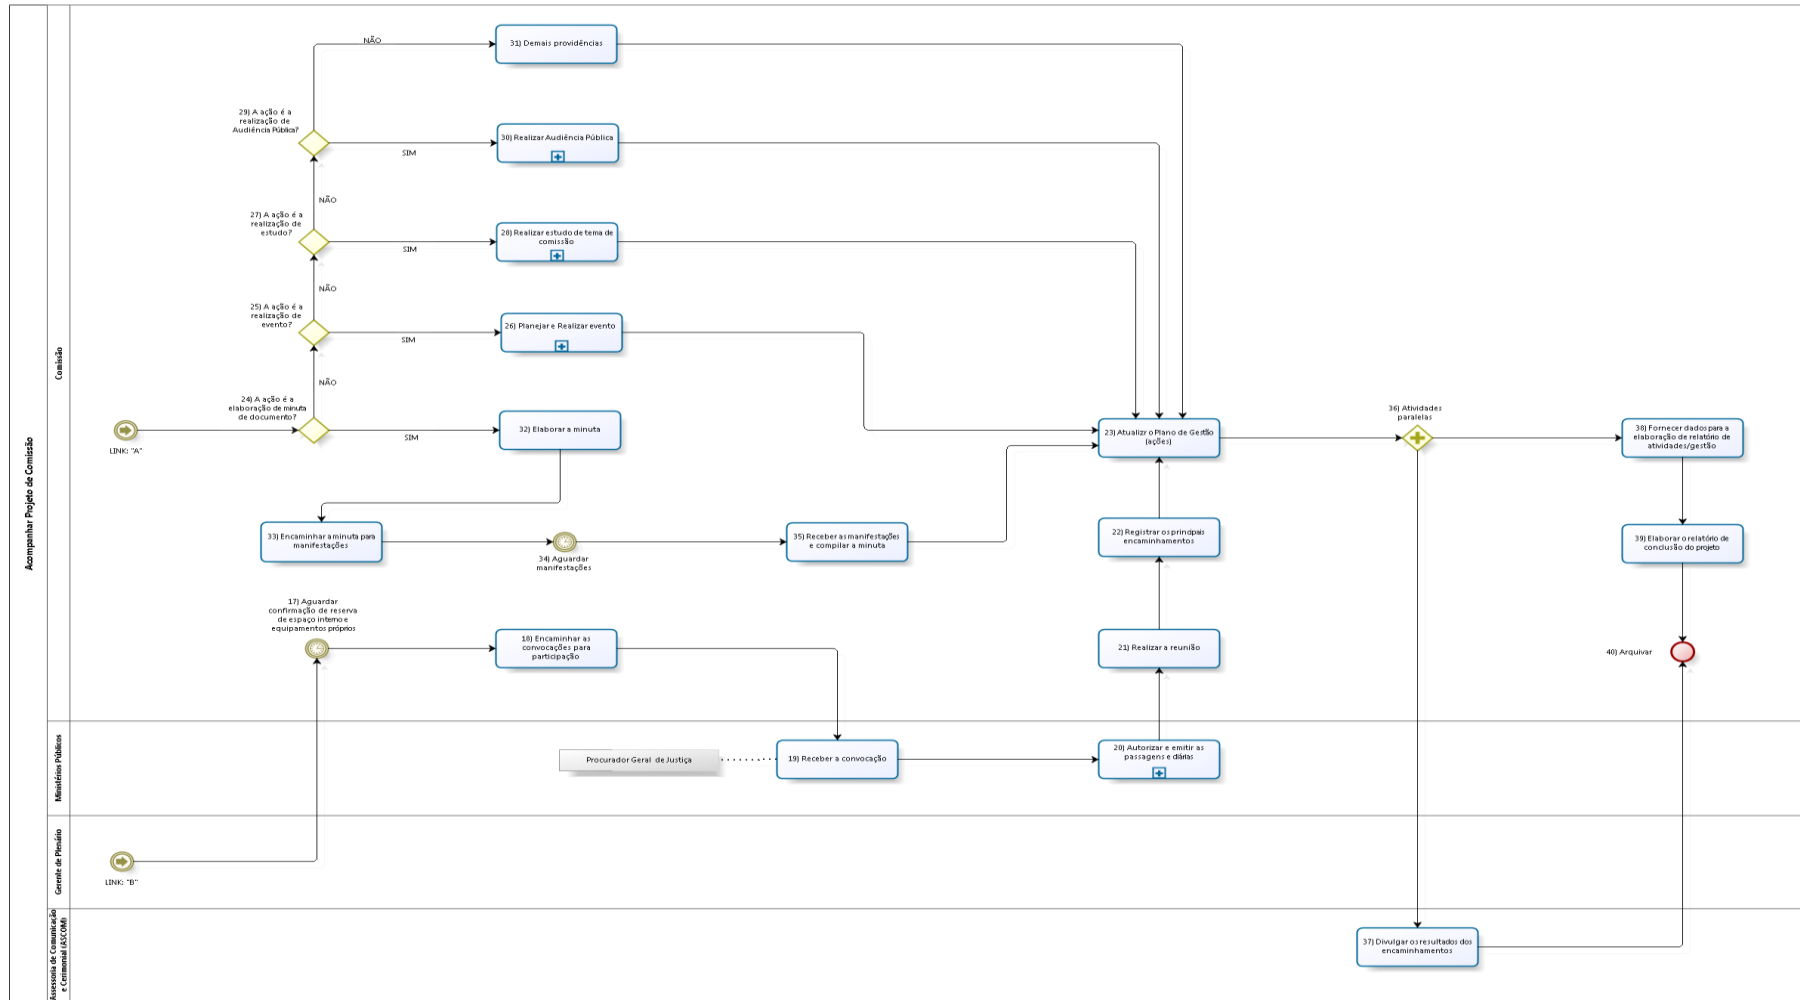 Acompanhar Projeto de Comissão
Comissão
NÃO
31) Demais providências
29) A ação é a
realização de
Audiência Pública?
SIM
30) Realizar Audiência Pública
NÃO
27) A ação é a
realização de
estudo?
SIM
28) Realizar estudo de tema de
comissão
NÃO
25) A ação é a
realização de
evento?
SIM
26) Planejar e Realizar evento
NÃO
24) A ação é a
elaboração de minuta
de documento?
LINK: "A"
SIM
32) Elaborar a minuta
23) Atualizr o Plano de Gestão
(ações)
36) Atividades
paralelas
38) Fornecer dados para a
elaboração de relatório de
atividades/gestão
33) Encaminhar a minuta para
manifestações
34) Aguardar
manifestações
35) Receber as manifestações
e compilar a minuta
22) Registrar os principais
encaminhamentos
39) Elaborar o relatório de
conclusão do projeto
17) Aguardar
confirmação de reserva
de espaço interno e
equipamentos próprios
18) Encaminhar as
convocações para
participação
21) Realizar a reunião
40) Arquivar
Ministérios Públicos
Procurador Geral de Justiça
19) Receber a convocação
20) Autorizar e emitir as
passagens e diárias
Gerente de Plenário
LINK: "B"
Assessoria de Comunicação
e Cerimonial (ASCOM)
37) Divulgar os resultados dos
encaminhamentos